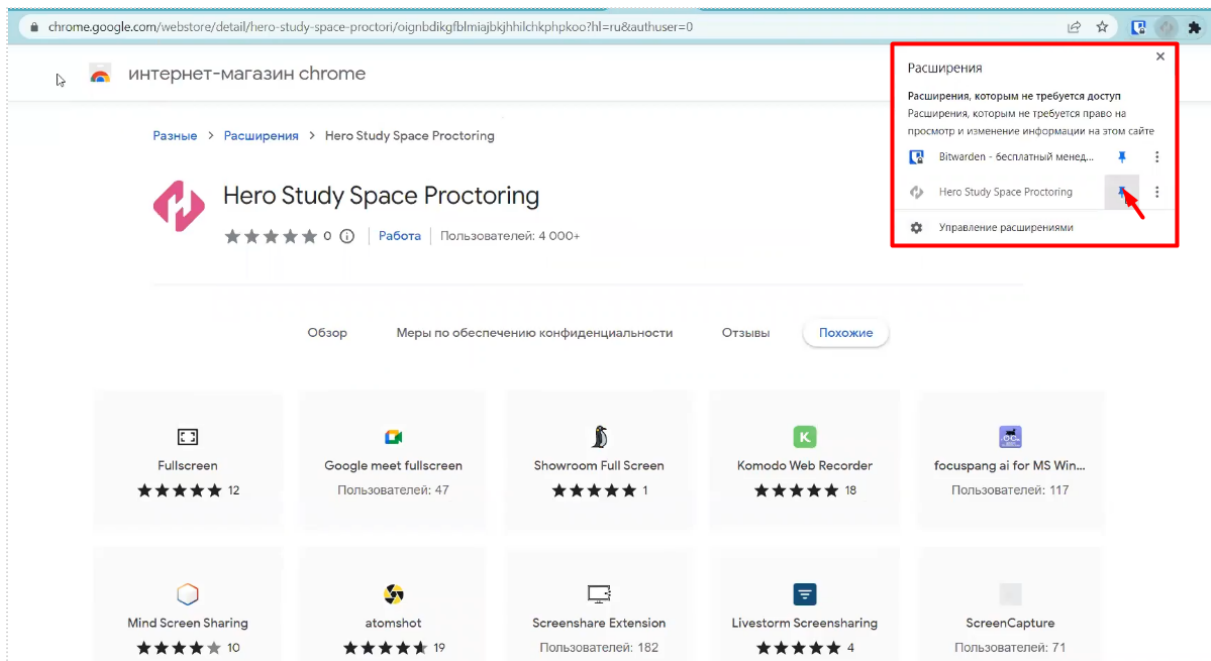 chrome.google.com/webstore/detail/hero-study-space-proctori/oignbdikgfblmiajbkjhhilchkphpkoo?hl=ru&authuser=0
интернет-магазин chrome
Расширения
Расширения, которым не требуется доступ
Расширения, которым не требуется право на
просмотр и изменение информации на этом сайте
Bitwarden - бесплатный менед...
Hero Study Space Proctoring
Управление расширениями
Разные > Расширения > Hero Study Space Proctoring
Hero Study Space Proctoring
0 Работа Пользователей: 4 000+
Обзор Меры по обеспечению конфиденциальности Отзывы Похожие
Fullscreen
12
Google meet fullscreen
Пользователей: 47
Showroom Full Screen
1
K
Komodo Web Recorder
18
focuspang ai for MS Win...
Пользователей: 117
Mind Screen Sharing
10
atomshot
19
Screenshare Extension
Пользователей: 182
Livestorm Screensharing
4
ScreenCapture
Пользователей: 71